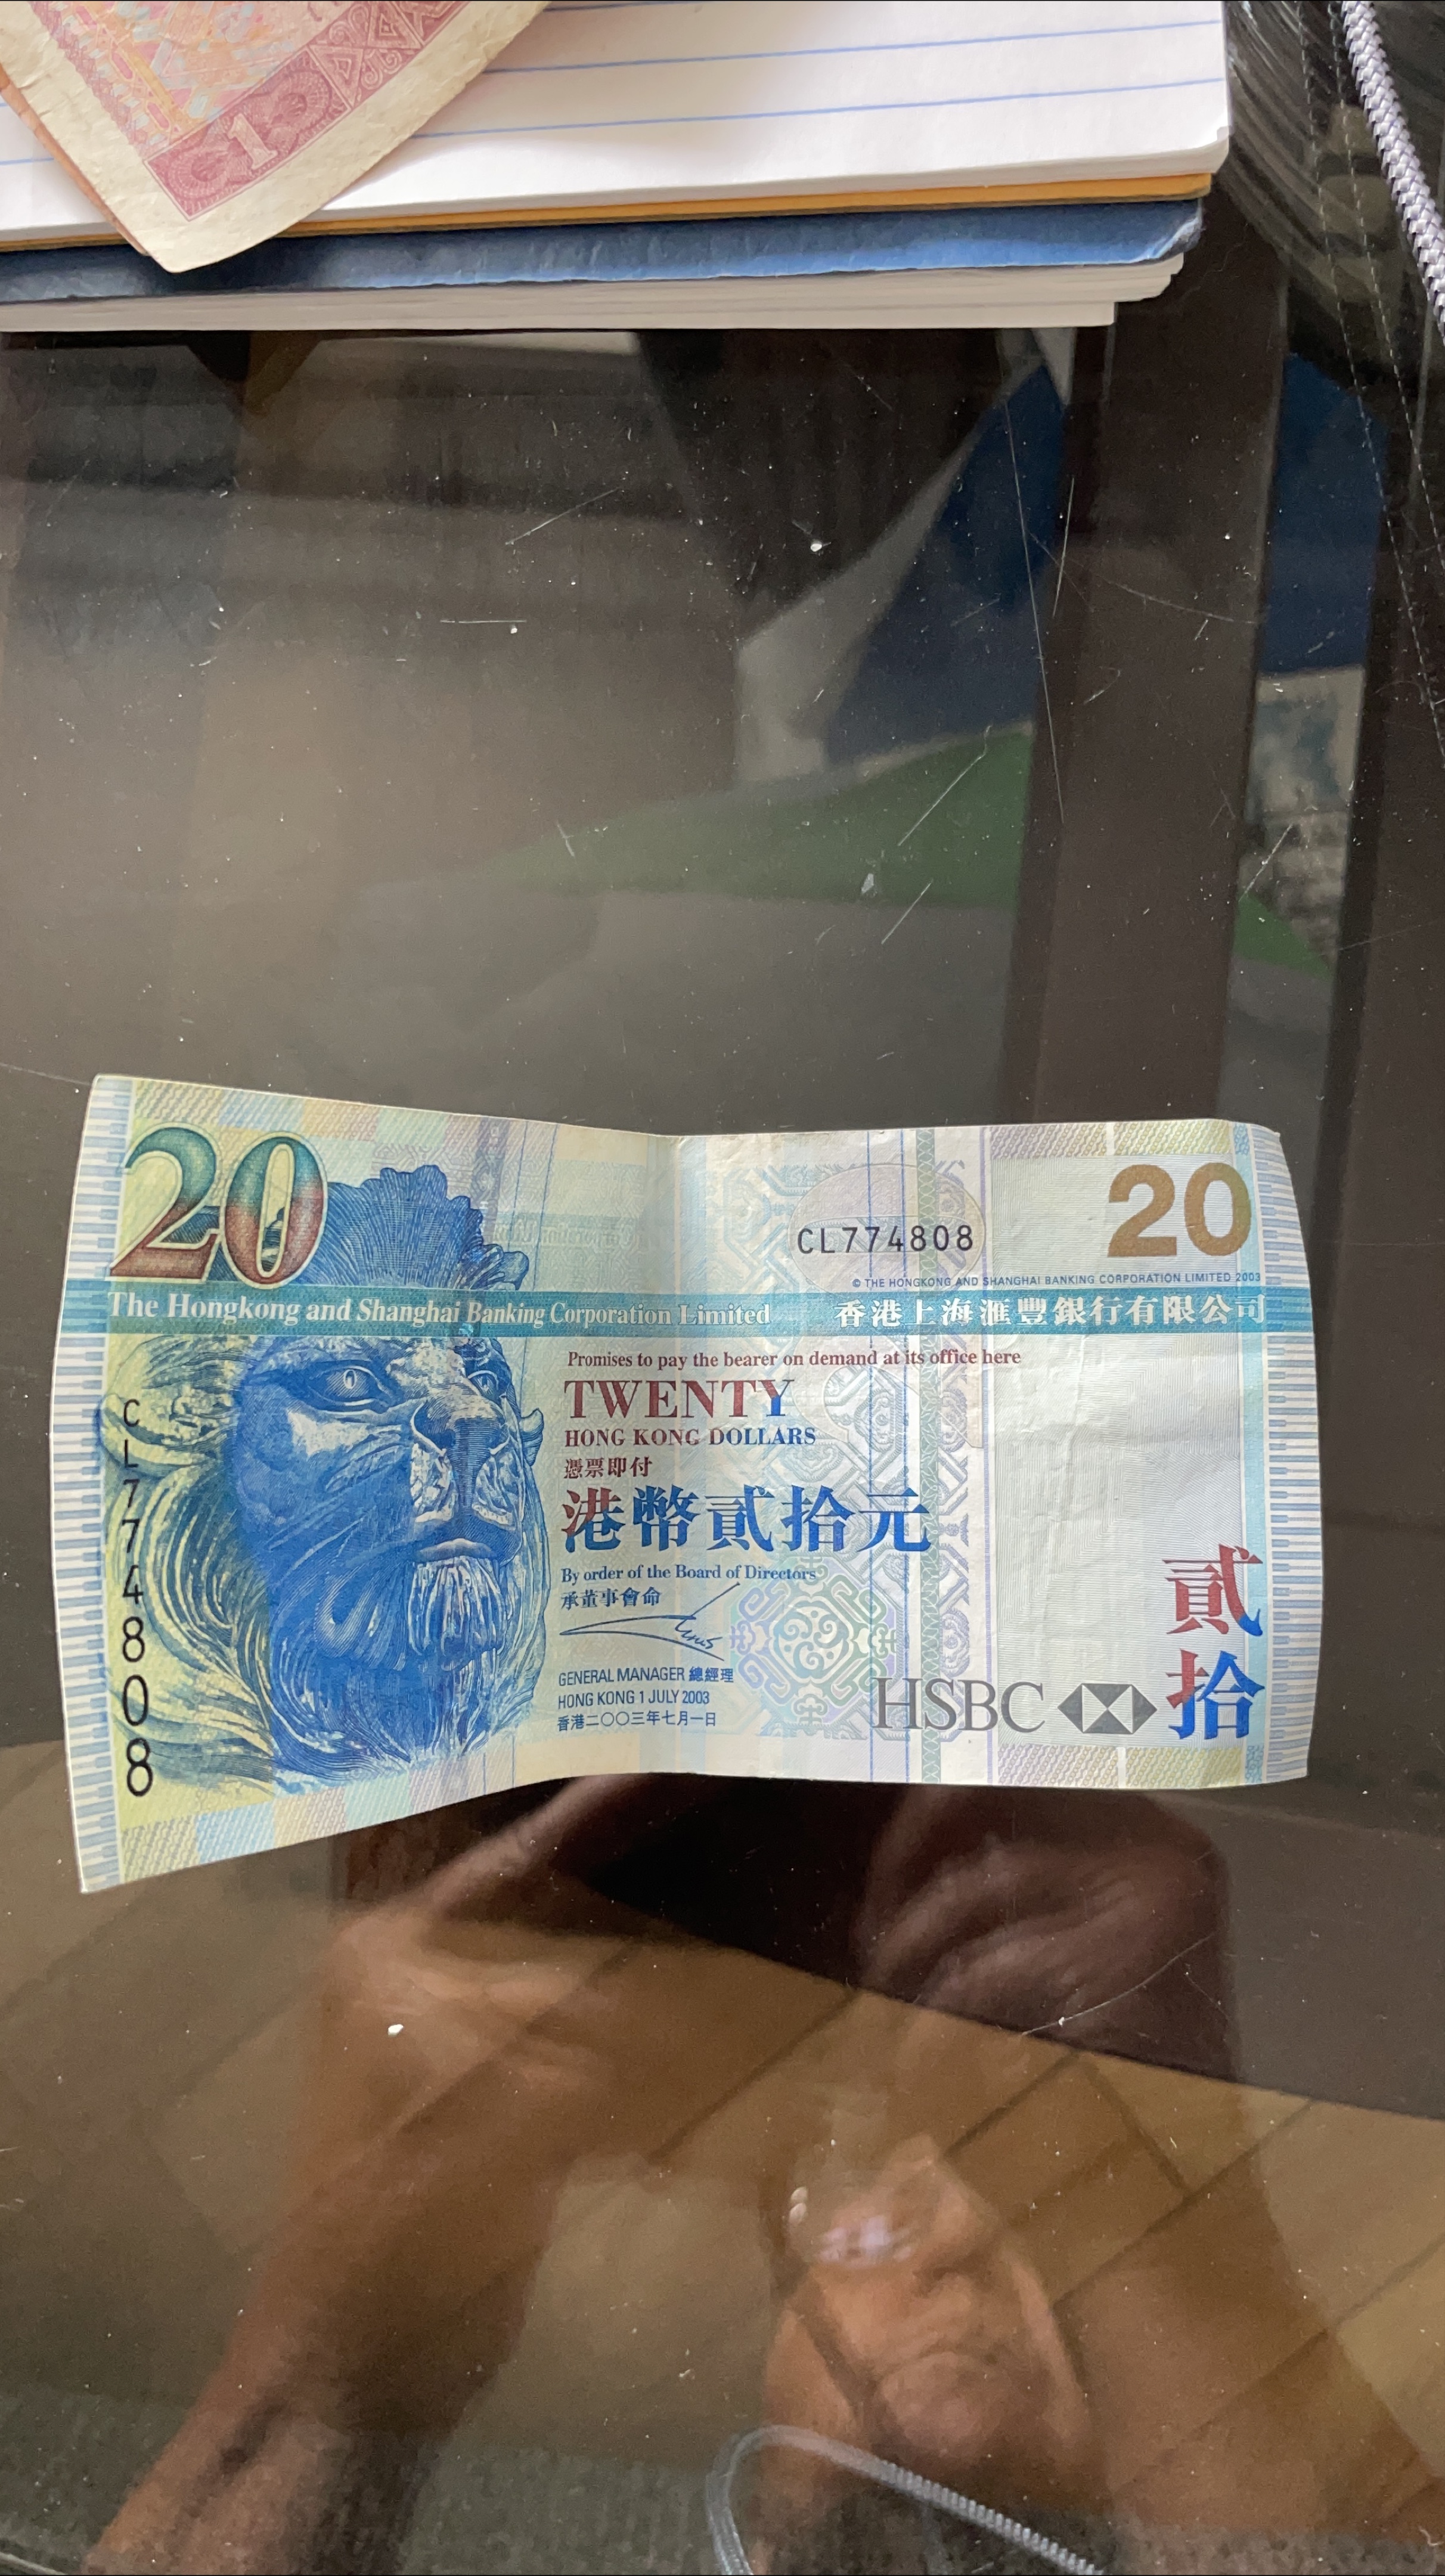 1
20
20
CL774808
© THE HONGKONG AND SHANGHAI BANKING CORPORATION LIMITED 2003
The Hongkong and Shanghai Banking Corporation Limited 香港上海滙豐銀行有限公司
Promises to pay the bearer on demand at its office here
TWENTY
HONG KONG DOLLARS
憑票即付
港幣貳拾元
By order of the Board of Directors
承董事會命
GENERAL MANAGER 總經理
HONG KONG 1 JULY 2003
香港二〇〇三年七月一日
CL774808
HSBC
貳拾